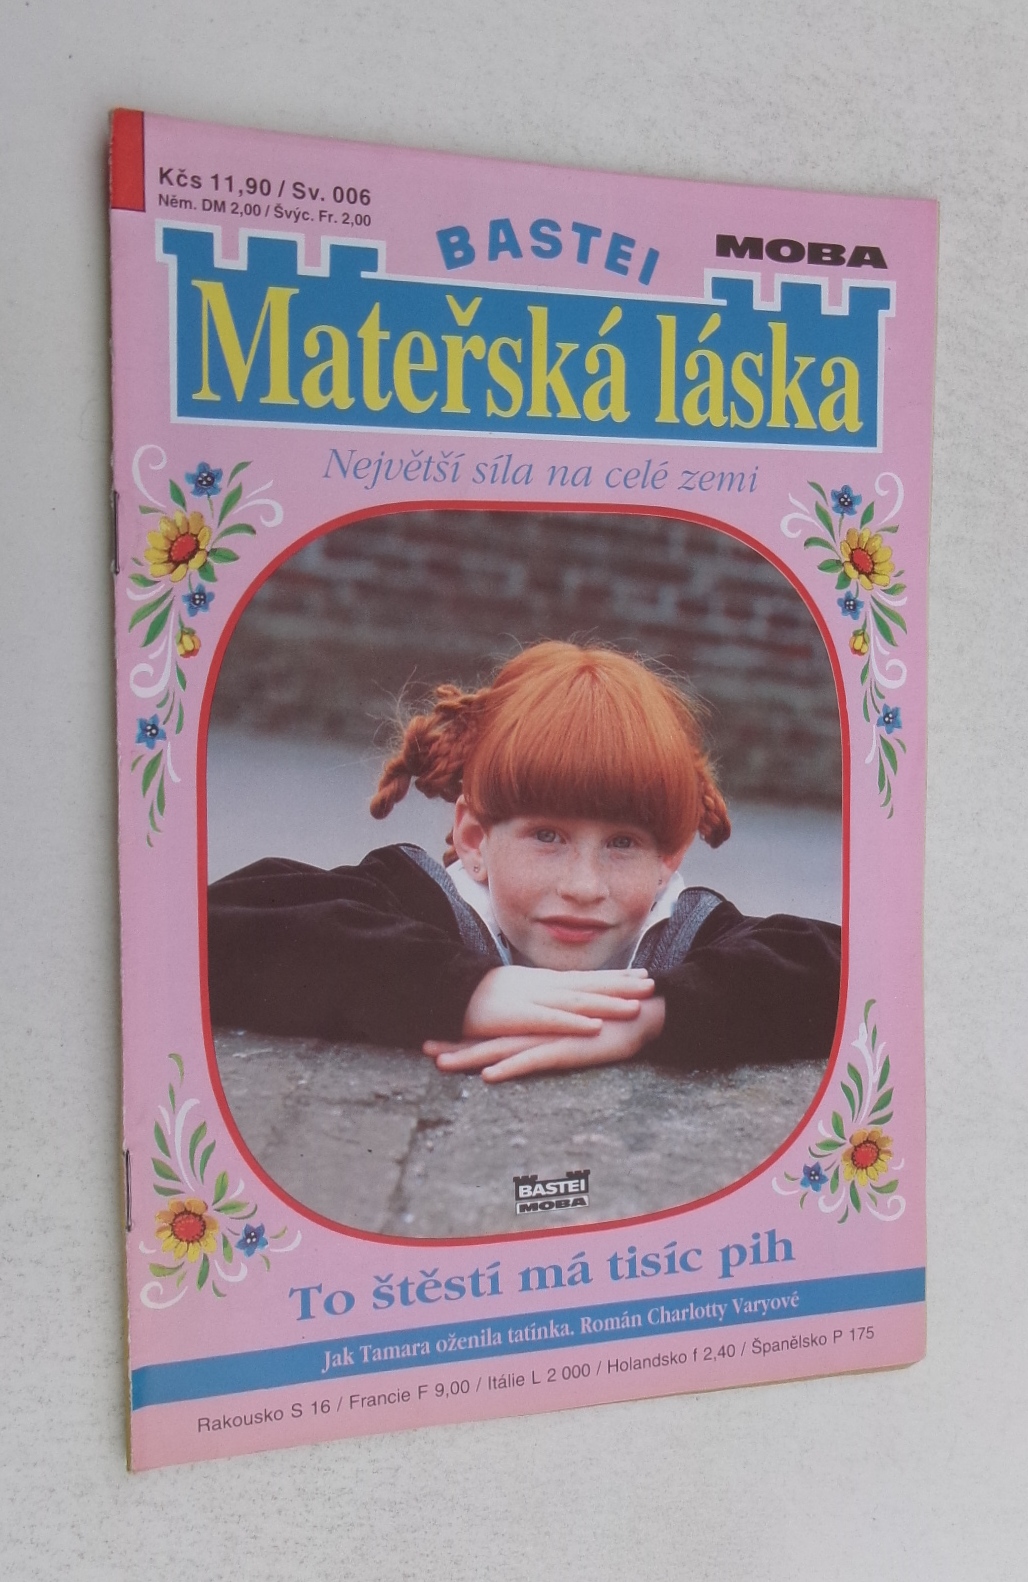 Kčs 11,90 / Sv. 006
Něm. DM 2,00 / Švýc. Fr. 2,00
BASTEI
MOBA
Mateřská láska
Největší síla na celé zemi
BASTEI
MOBA
To štěstí má tisíc pih
Jak Tamara oženila tatínka. Román Charlotty Varyové
Rakousko S 16 / Francie F 9,00 / Itálie L 2 000 / Holandsko f 2,40 / Španělsko P 175